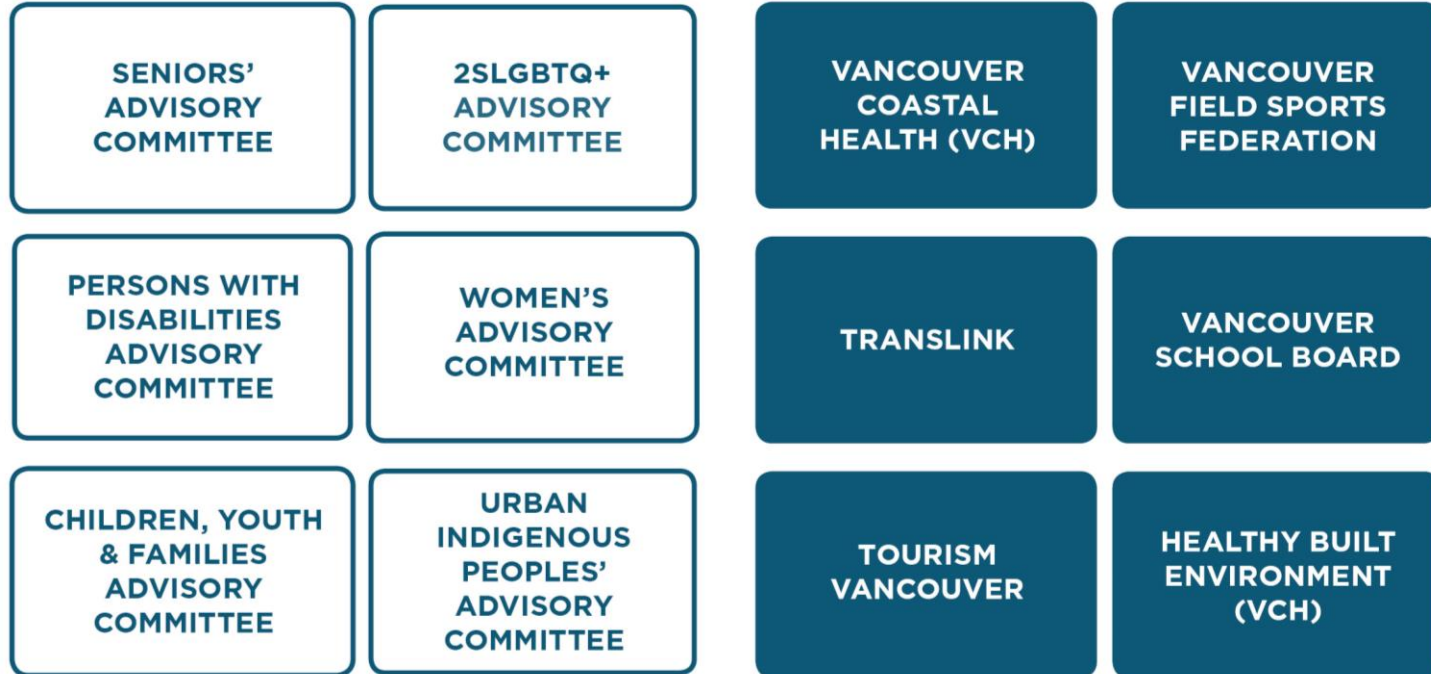 SENIORS'
ADVISORY
COMMITTEE
2SLGBTQ+
ADVISORY
COMMITTEE
VANCOUVER
COASTAL
HEALTH (VCH)
VANCOUVER
FIELD SPORTS
FEDERATION
PERSONS WITH
DISABILITIES
ADVISORY
COMMITTEE
WOMEN'S
ADVISORY
COMMITTEE
TRANSLINK
VANCOUVER
SCHOOL BOARD
CHILDREN, YOUTH
& FAMILIES
ADVISORY
COMMITTEE
URBAN
INDIGENOUS
PEOPLES'
ADVISORY
COMMITTEE
TOURISM
VANCOUVER
HEALTHY BUILT
ENVIRONMENT
(VCH)